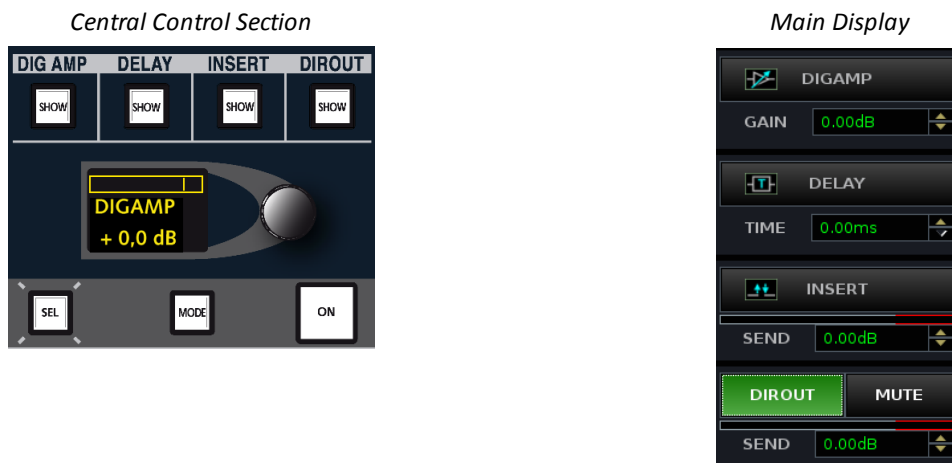 Central Control Section
DIG AMP DELAY INSERT DIROUT
SHOW SHOW SHOW SHOW
DIGAMP
+ 0,0 dB
SEL MODE ON
Main Display
DIGAMP
GAIN 0.00dB
T DELAY
TIME 0.00ms
INSERT
SEND 0.00dB
DIROUT MUTE
SEND 0.00dB